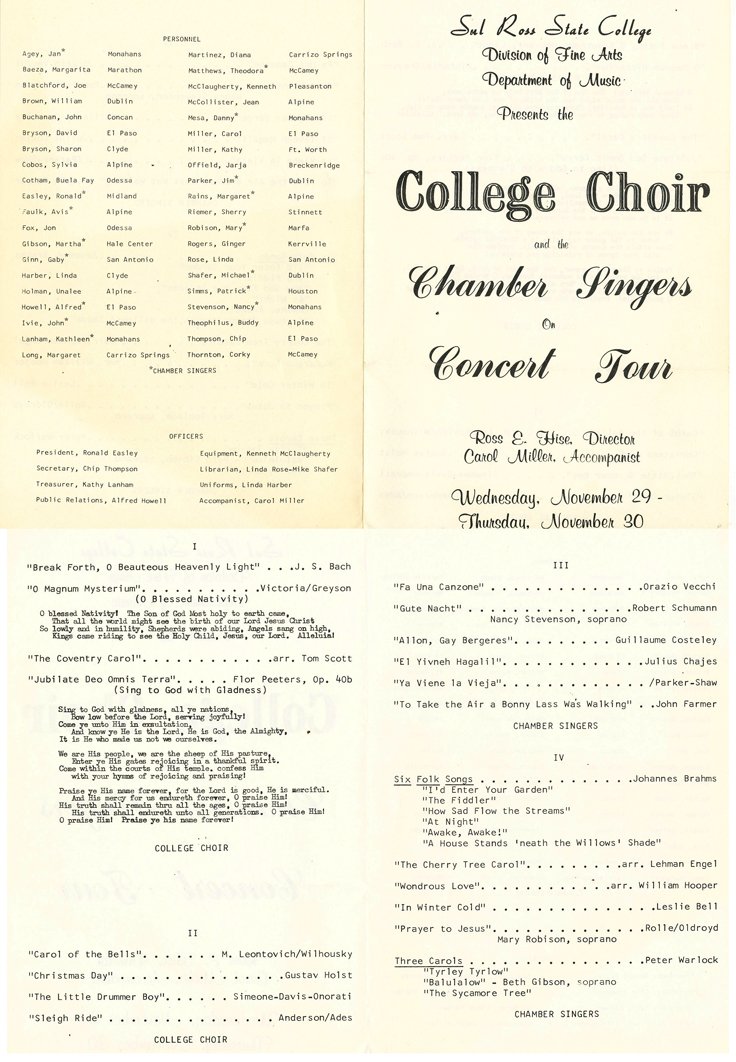 PERSONNEL
Agey, Jan* Monahans Martinez, Diana Carrizo Springs
Baeza, Margarita Marathon Matthews, Theodora* McCamey
Blatchford, Joe McCamey McClaugherty, Kenneth Pleasanton
Brown, William Dublin McCollister, Jean Alpine
Buchanan, John Concan Mesa, Danny* Monahans
Bryson, David El Paso Miller, Carol El Paso
Bryson, Sharon Clyde Miller, Kathy Ft. Worth
Cobos, Sylvia Alpine Offield, Jarja Breckenridge
Cotham, Buela Fay Odessa Parker, Jim* Dublin
Easley, Ronald* Midland Rains, Margaret* Alpine
Faulk, Avis* Alpine Riemer, Sherry Stinnett
Fox, Jon Odessa Robison, Mary* Marfa
Gibson, Martha* Hale Center Rogers, Ginger Kerrville
Ginn, Gaby* San Antonio Rose, Linda San Antonio
Harber, Linda Clyde Shafer, Michael* Dublin
Holman, Unalee Alpine Simms, Patrick* Houston
Howell, Alfred* El Paso Stevenson, Nancy* Monahans
Ivie, John* McCamey Theophilus, Buddy Alpine
Lanham, Kathleen* Monahans Thompson, Chip El Paso
Long, Margaret Carrizo Springs Thornton, Corky McCamey
*CHAMBER SINGERS
OFFICERS
President, Ronald Easley Equipment, Kenneth McClaugherty
Secretary, Chip Thompson Librarian, Linda Rose-Mike Shafer
Treasurer, Kathy Lanham Uniforms, Linda Harber
Public Relations, Alfred Howell Accompanist, Carol Miller
Sul Ross State College
Division of Fine Arts
Department of Music
Presents the
College Choir
and the
Chamber Singers
On
Concert Tour
Ross E. Hise, Director
Carol Miller, Accompanist
Wednesday, November 29 -
Thursday, November 30
I
"Break Forth, O Beauteous Heavenly Light" . . .J. S. Bach
"O Magnum Mysterium". . . . . . . . . . .Victoria/Greyson
(O Blessed Nativity)
O blessed Nativity! The Son of God Most holy to earth came,
That all the world might see the birth of our Lord Jesus Christ
So lowly and in humility, Shepherds were abiding, Angels sang on high,
Kings came riding to see the Holy Child, Jesus, our Lord. Alleluia!
"The Coventry Carol". . . . . . . . . . . .arr. Tom Scott
"Jubilate Deo Omnis Terra". . . . . Flor Peeters, Op. 40b
(Sing to God with Gladness)
Sing to God with gladness, all ye nations,
Bow low before the Lord, serving joyfully!
Come ye unto Him in exsultation,
And know ye He is the Lord, He is God, the Almighty,
It is He who made us not we ourselves.
We are His people, we are the sheep of His pasture,
Enter ye His gates rejoicing in a thankful spirit.
Come within the courts of His temple, confess Him
with your hymns of rejoicing and praising!
Praise ye His name forever, for the Lord is good, He is merciful.
And His mercy for us endureth forever, O praise Him!
His truth shall remain thru all the ages, O praise Him!
His truth shall endureth unto all generations. O praise Him!
O praise Him! Praise ye his name forever!
COLLEGE CHOIR
II
"Carol of the Bells". . . . . . . M. Leontovich/Wilhousky
"Christmas Day" . . . . . . . . . . . . . . .Gustav Holst
"The Little Drummer Boy". . . . . . Simeone-Davis-Onorati
"Sleigh Ride" . . . . . . . . . . . . . . . Anderson/Ades
COLLEGE CHOIR
III
"Fa Una Canzone" . . . . . . . . . . . . . .Orazio Vecchi
"Gute Nacht" . . . . . . . . . . . . . . .Robert Schumann
Nancy Stevenson, soprano
"Allon, Gay Bergeres". . . . . . . . . Guillaume Costeley
"El Yivneh Hagalil". . . . . . . . . . . . .Julius Chajes
"Ya Viene la Vieja". . . . . . . . . . . . . /Parker-Shaw
"To Take the Air a Bonny Lass Was Walking" . .John Farmer
CHAMBER SINGERS
IV
Six Folk Songs . . . . . . . . . . . . . .Johannes Brahms
"I'd Enter Your Garden"
"The Fiddler"
"How Sad Flow the Streams"
"At Night"
"Awake, Awake!"
"A House Stands 'neath the Willows' Shade"
"The Cherry Tree Carol". . . . . . . . . arr. Lehman Engel
"Wondrous Love". . . . . . . . . . . .arr. William Hooper
"In Winter Cold" . . . . . . . . . . . . . . .Leslie Bell
"Prayer to Jesus". . . . . . . . . . . . . .Rolle/Oldroyd
Mary Robison, soprano
Three Carols . . . . . . . . . . . . . . . .Peter Warlock
"Tyrley Tyrlow"
"Balulalow" - Beth Gibson, soprano
"The Sycamore Tree"
CHAMBER SINGERS